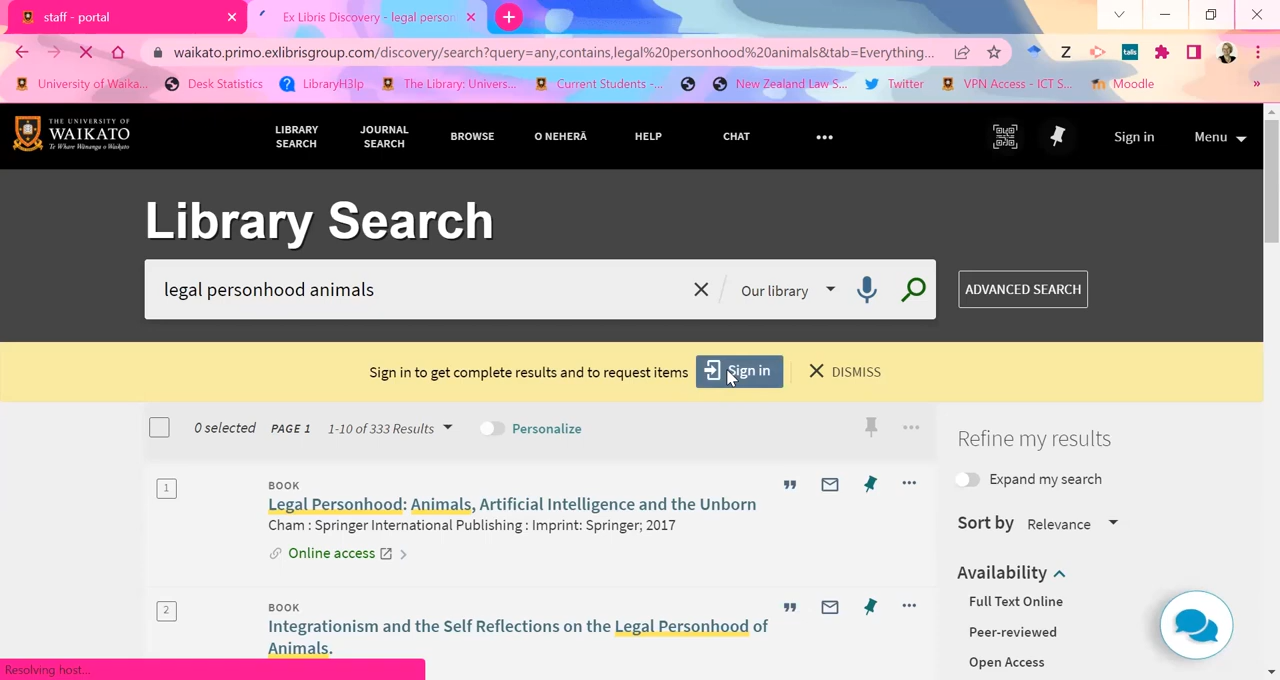 staff - portal
Ex Libris Discovery - legal person
waikato.primo.exlibrisgroup.com/discovery/search?query=any,contains,legal%20personhood%20animals&tab=Everything...
University of Waika...
Desk Statistics
LibraryH3lp
The Library: Univers...
Current Students -...
New Zealand Law S...
Twitter
VPN Access - ICT S...
Moodle
»
THE UNIVERSITY OF
WAIKATO
Te Whare Wānanga o Waikato
LIBRARY
SEARCH
JOURNAL
SEARCH
BROWSE
O NEHERĀ
HELP
CHAT
Sign in
Menu
Library Search
legal personhood animals
Our library
ADVANCED SEARCH
Sign in to get complete results and to request items
Sign in
DISMISS
0 selected
PAGE 1
1-10 of 333 Results
Personalize
Refine my results
Expand my search
Sort by Relevance
Availability
Full Text Online
Peer-reviewed
Open Access
1
BOOK
Legal Personhood: Animals, Artificial Intelligence and the Unborn
Cham : Springer International Publishing : Imprint: Springer; 2017
Online access
2
BOOK
Integrationism and the Self Reflections on the Legal Personhood of
Animals.
Resolving host...
Z
talis